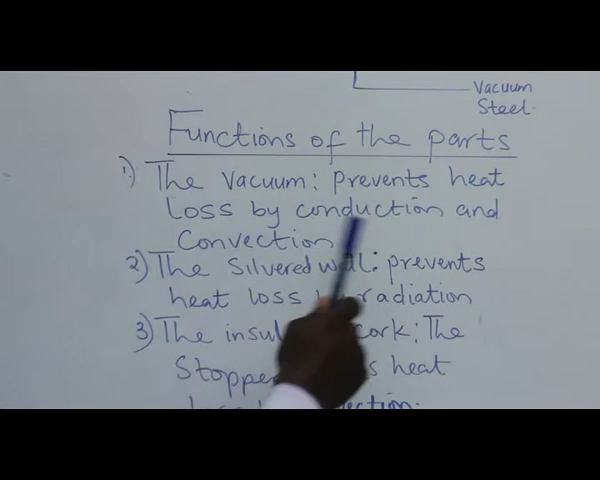 Vacuum
Steel.
Functions of the parts
1.) The Vacuum: prevents heat
Loss by conduction and
Convection
2) The Silvered wall: prevents
heat loss radiation
3) The insul cork: The
Stopper heat